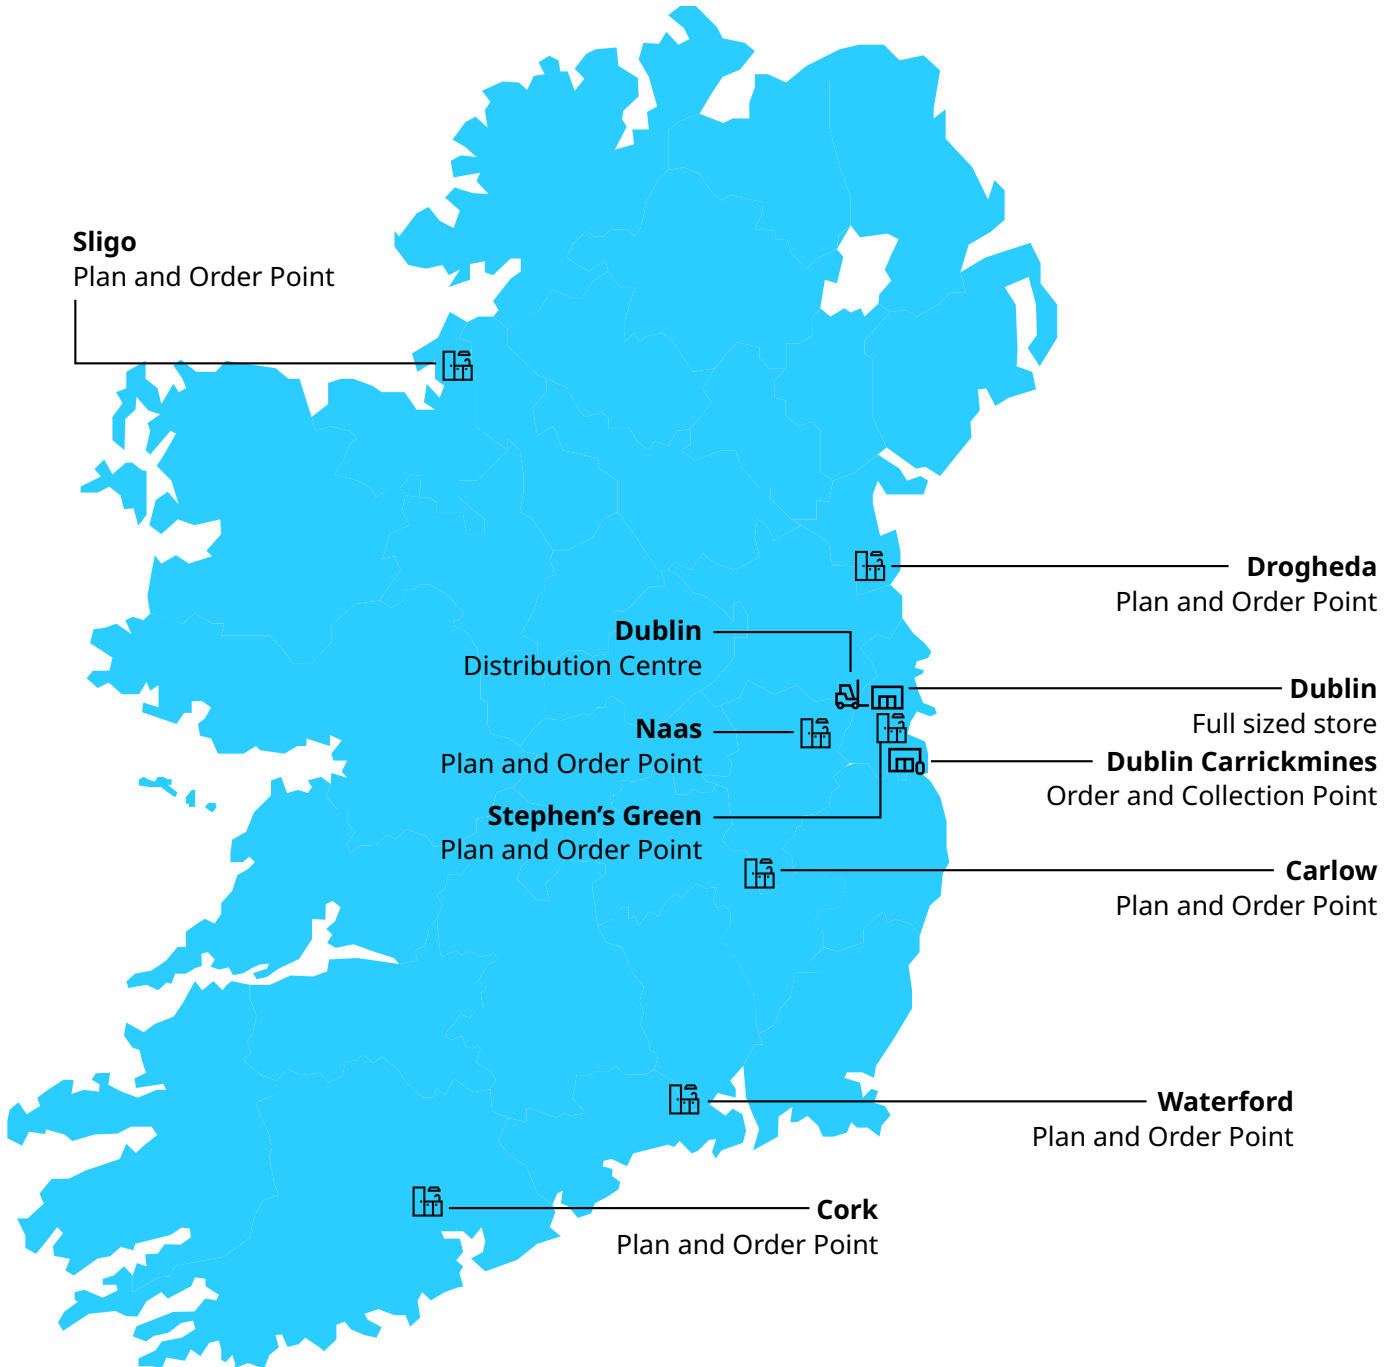 Sligo
Plan and Order Point
Drogheda
Plan and Order Point
Dublin
Distribution Centre
Dublin
Full sized store
Naas
Plan and Order Point
Dublin Carrickmines
Order and Collection Point
Stephen’s Green
Plan and Order Point
Carlow
Plan and Order Point
Waterford
Plan and Order Point
Cork
Plan and Order Point